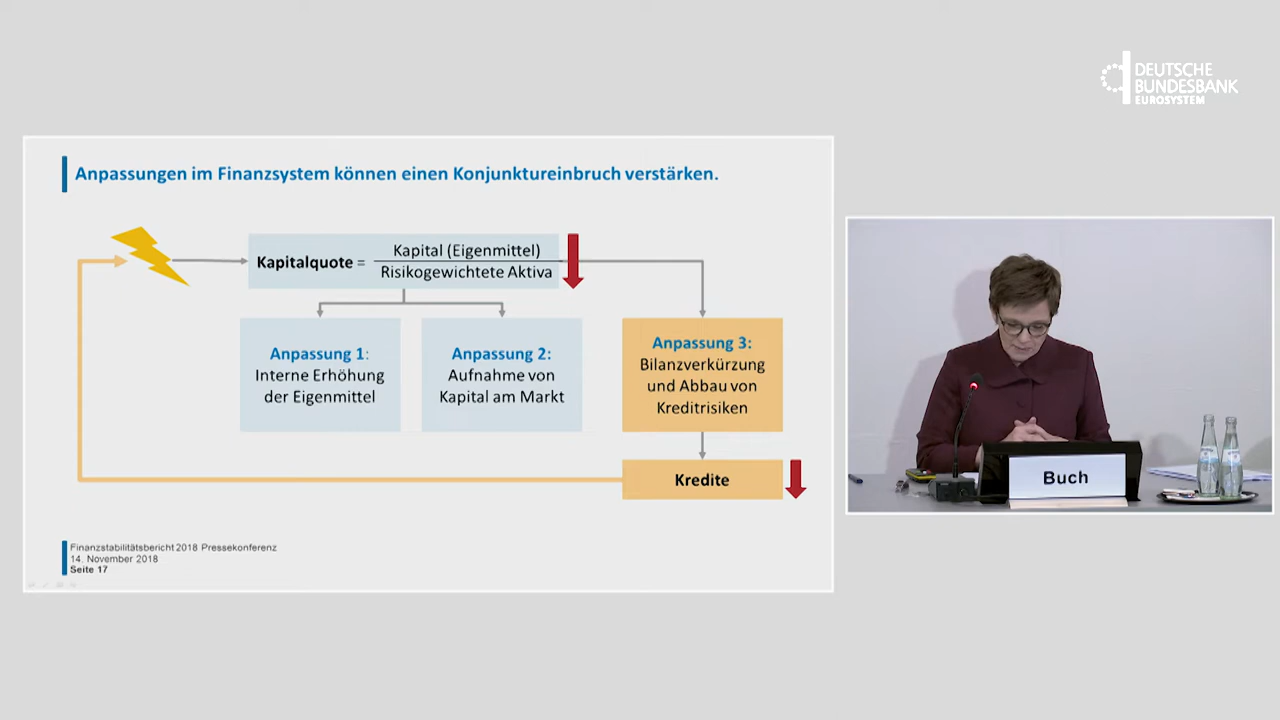 DEUTSCHE
BUNDESBANK
EUROSYSTEM
Anpassungen im Finanzsystem können einen Konjunktureinbruch verstärken.
Kapitalquote = Kapital (Eigenmittel)
Risikogewichtete Aktiva
Anpassung 1:
Interne Erhöhung
der Eigenmittel
Anpassung 2:
Aufnahme von
Kapital am Markt
Anpassung 3:
Bilanzverkürzung
und Abbau von
Kreditrisiken
Kredite
Finanzstabilitätsbericht 2018 Pressekonferenz
14. November 2018
Seite 17
Buch